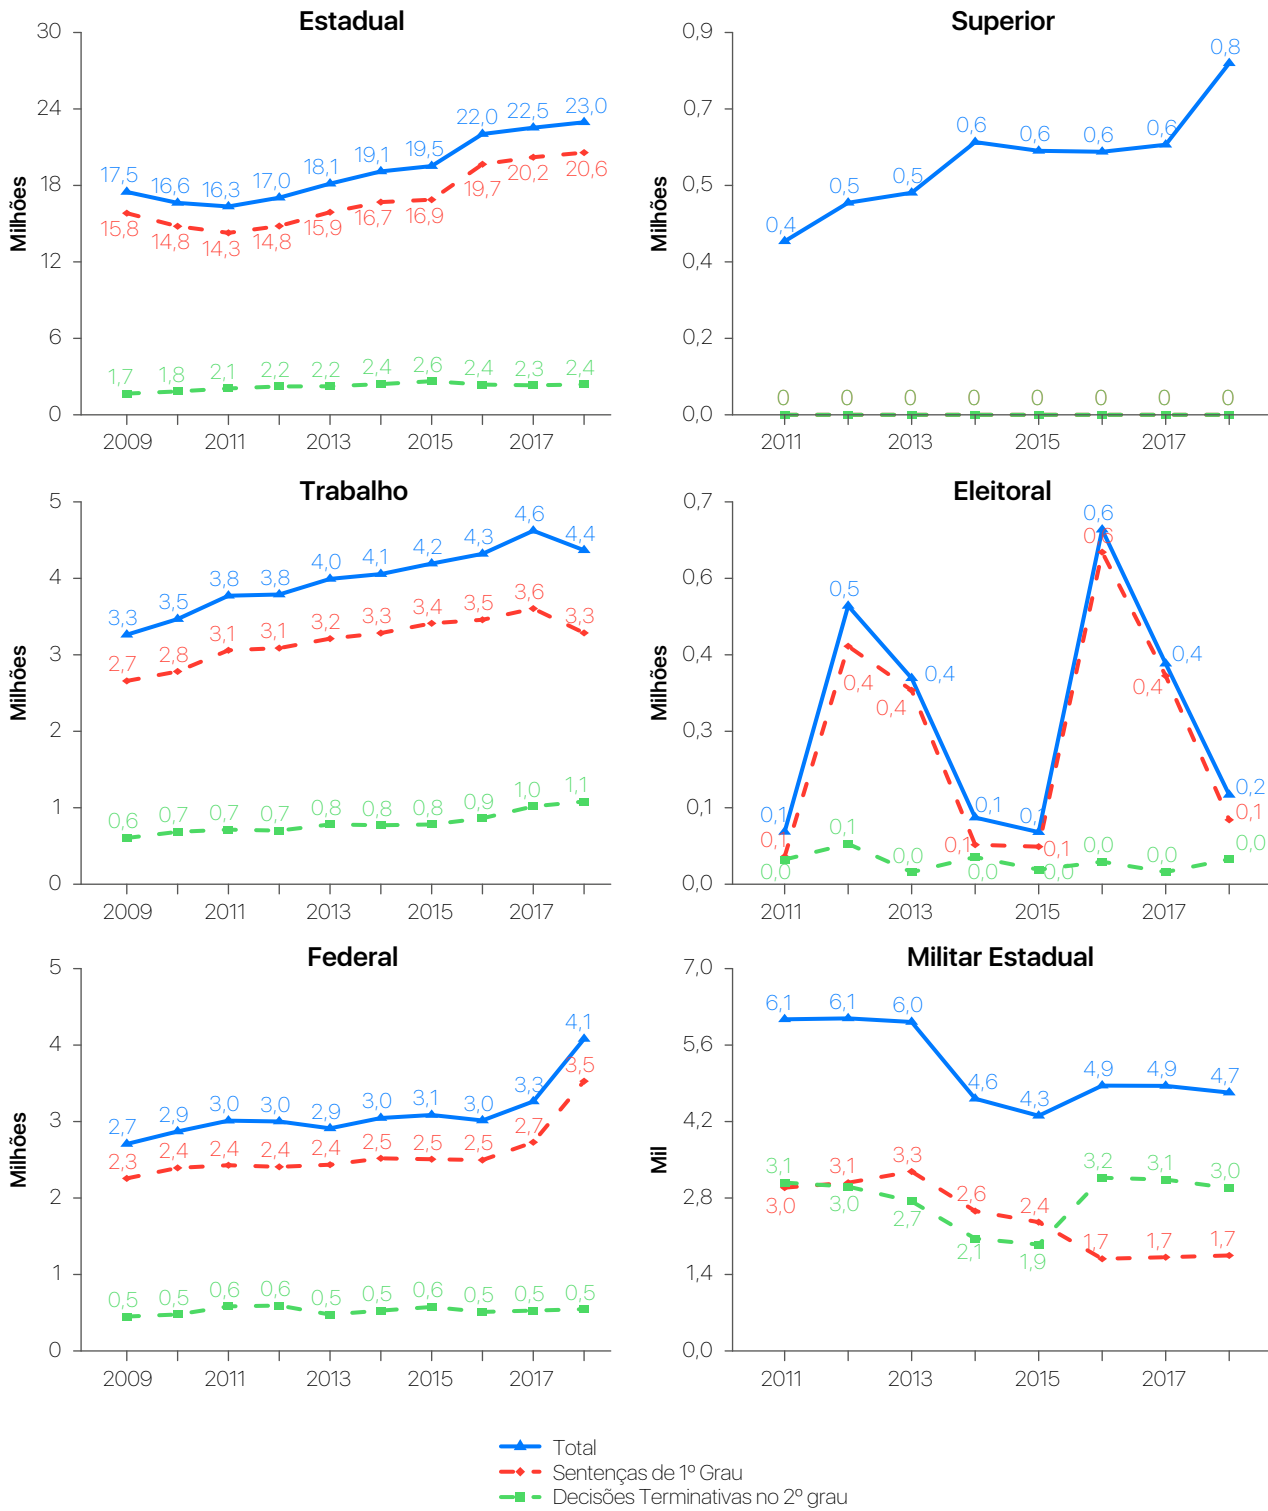 Estadual
30
24
18
12
6
0
Milhões
17,5 16,6 16,3 17,0 18,1 19,1 19,5 22,0 22,5 23,0
15,8 14,8 14,3 14,8 15,9 16,7 16,9 19,7 20,2 20,6
1,7 1,8 2,1 2,2 2,2 2,4 2,6 2,4 2,3 2,4
2009 2011 2013 2015 2017
Superior
0,9
0,7
0,5
0,4
0,2
0,0
Milhões
0,4 0,5 0,5 0,6 0,6 0,6 0,6 0,8
0 0 0 0 0 0 0 0
2011 2013 2015 2017
Trabalho
5
4
3
2
1
0
Milhões
3,3 3,5 3,8 3,8 4,0 4,1 4,2 4,3 4,6 4,4
2,7 2,8 3,1 3,1 3,2 3,3 3,4 3,5 3,6 3,3
0,6 0,7 0,7 0,7 0,8 0,8 0,8 0,9 1,0 1,1
2009 2011 2013 2015 2017
Eleitoral
0,7
0,6
0,4
0,3
0,1
0,0
Milhões
0,1 0,5 0,4 0,1 0,1 0,6 0,4 0,2
0,1 0,4 0,4 0,1 0,1 0,6 0,4 0,1
0,0 0,1 0,0 0,0 0,0 0,0 0,0 0,0
2011 2013 2015 2017
Federal
5
4
3
2
1
0
Milhões
2,7 2,9 3,0 3,0 2,9 3,0 3,1 3,0 3,3 4,1
2,3 2,4 2,4 2,4 2,4 2,5 2,5 2,5 2,7 3,5
0,5 0,5 0,6 0,6 0,5 0,5 0,6 0,5 0,5 0,5
2009 2011 2013 2015 2017
Militar Estadual
7,0
5,6
4,2
2,8
1,4
0,0
Mil
6,1 6,1 6,0 4,6 4,3 4,9 4,9 4,7
3,0 3,1 3,3 2,6 2,4 1,7 1,7 1,7
3,1 3,0 2,7 2,1 1,9 3,2 3,1 3,0
2011 2013 2015 2017
Total
Sentenças de 1º Grau
Decisões Terminativas no 2º grau